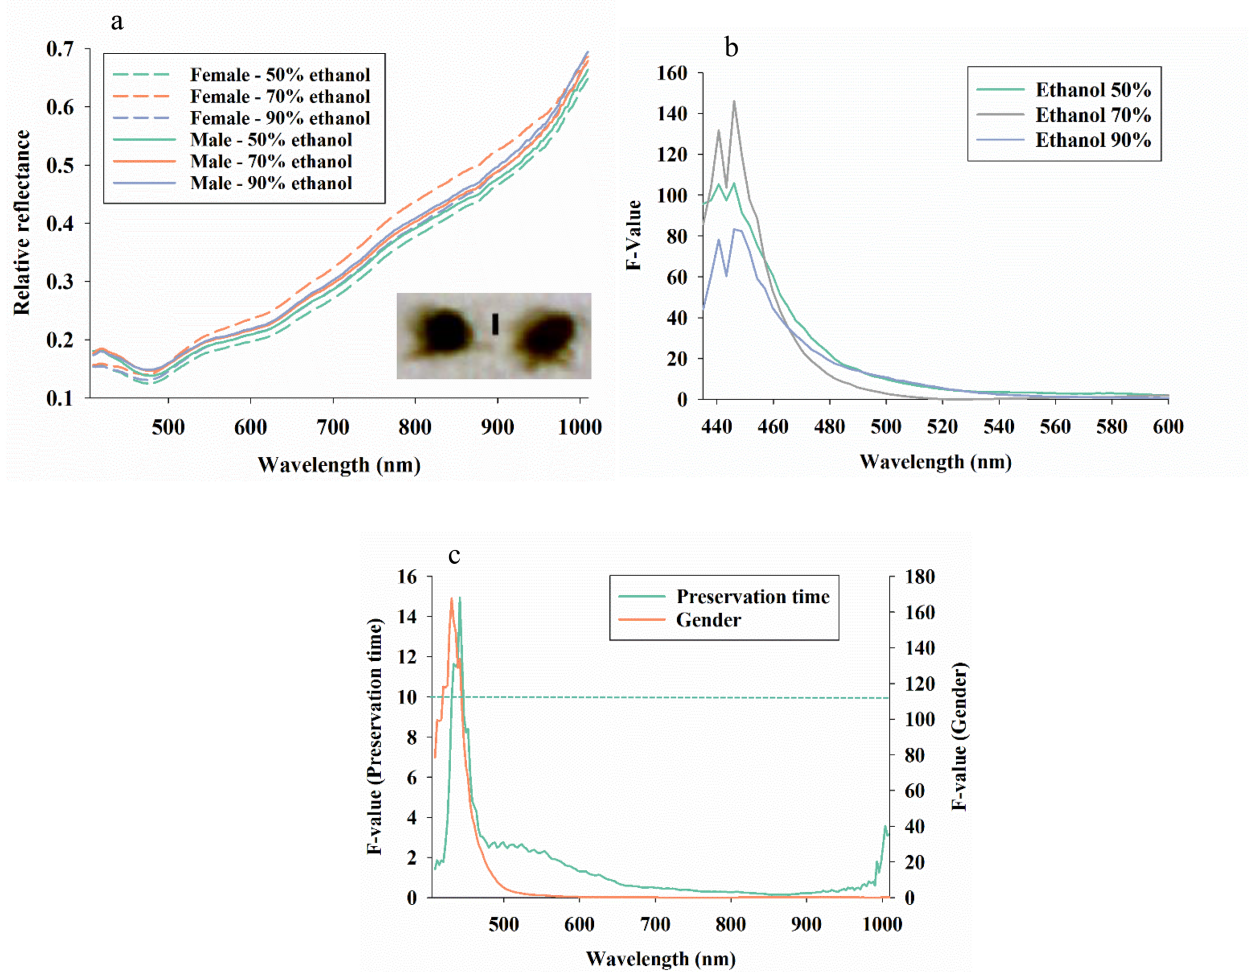 a
0.7
0.6
0.5
0.4
0.3
0.2
0.1
Relative reflectance
Female - 50% ethanol
Female - 70% ethanol
Female - 90% ethanol
Male - 50% ethanol
Male - 70% ethanol
Male - 90% ethanol
500 600 700 800 900 1000
Wavelength (nm)
b
160
140
120
100
80
60
40
20
0
F-Value
Ethanol 50%
Ethanol 70%
Ethanol 90%
440 460 480 500 520 540 560 580 600
Wavelength (nm)
c
16
14
12
10
8
6
4
2
0
F-value (Preservation time)
Preservation time
Gender
180
160
140
120
100
80
60
40
20
0
F-value (Gender)
500 600 700 800 900 1000
Wavelength (nm)